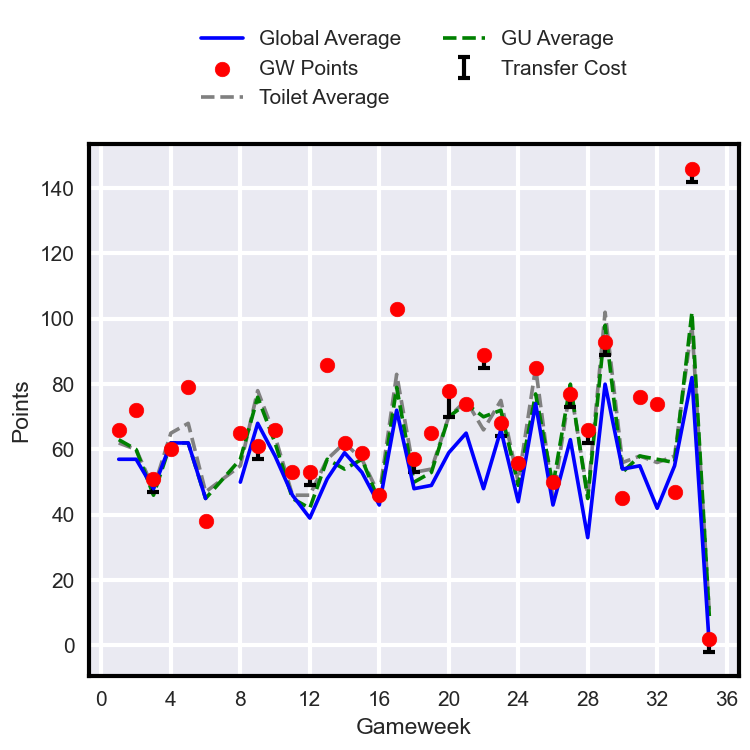 Global Average
GW Points
Toilet Average
GU Average
Transfer Cost
Points
140
120
100
80
60
40
20
0
0 4 8 12 16 20 24 28 32 36
Gameweek